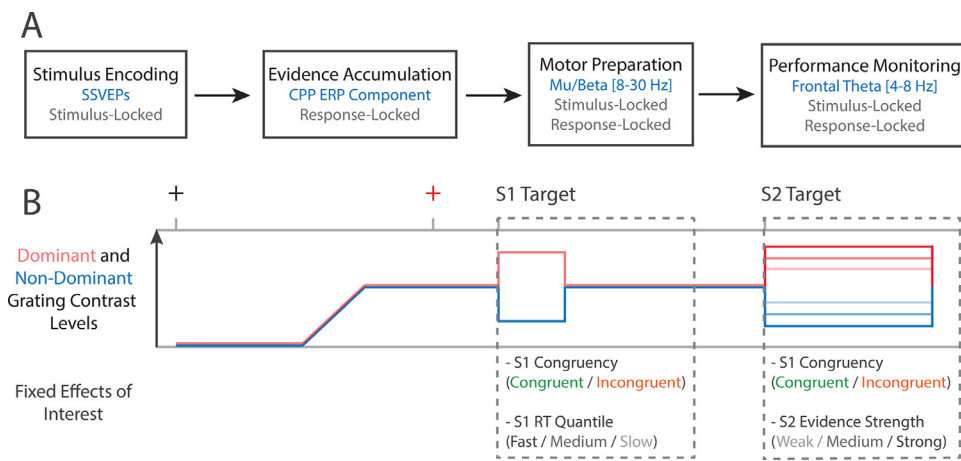 A
Stimulus Encoding
SSVEPs
Stimulus-Locked
Evidence Accumulation
CPP ERP Component
Response-Locked
Motor Preparation
Mu/Beta [8-30 Hz]
Stimulus-Locked
Response-Locked
Performance Monitoring
Frontal Theta [4-8 Hz]
Stimulus-Locked
Response-Locked
B
+
+
S1 Target
S2 Target
Dominant and
Non-Dominant
Grating Contrast
Levels
Fixed Effects of
Interest
- S1 Congruency
(Congruent / Incongruent)
- S1 RT Quantile
(Fast / Medium / Slow)
- S1 Congruency
(Congruent / Incongruent)
- S2 Evidence Strength
(Weak / Medium / Strong)